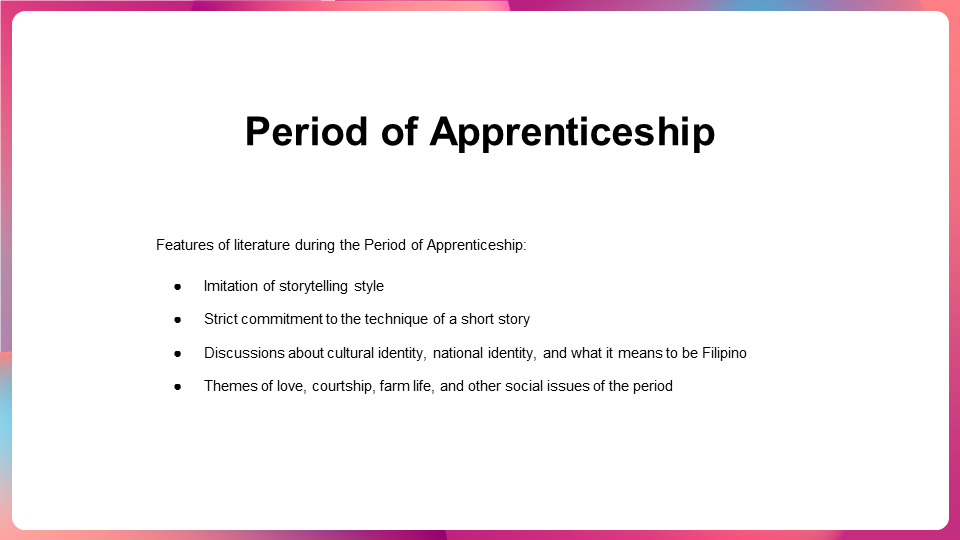 Period of Apprenticeship
Features of literature during the Period of Apprenticeship:
● Imitation of storytelling style
● Strict commitment to the technique of a short story
● Discussions about cultural identity, national identity, and what it means to be Filipino
● Themes of love, courtship, farm life, and other social issues of the period